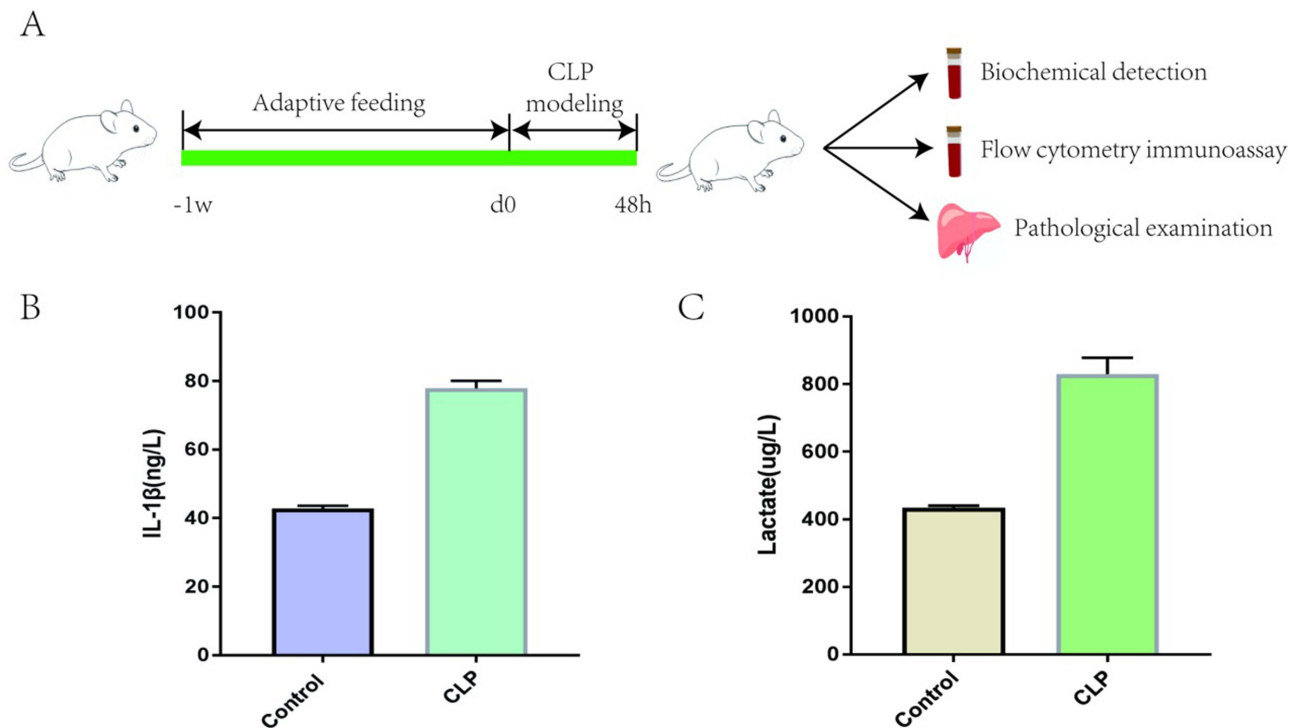 A
Adaptive feeding
CLP
modeling
-1w
d0
48h
Biochemical detection
Flow cytometry immunoassay
Pathological examination
B
IL-1β(ng/L)
100
80
60
40
20
0
Control
CLP
C
Lactate(ug/L)
1000
800
600
400
200
0
Control
CLP